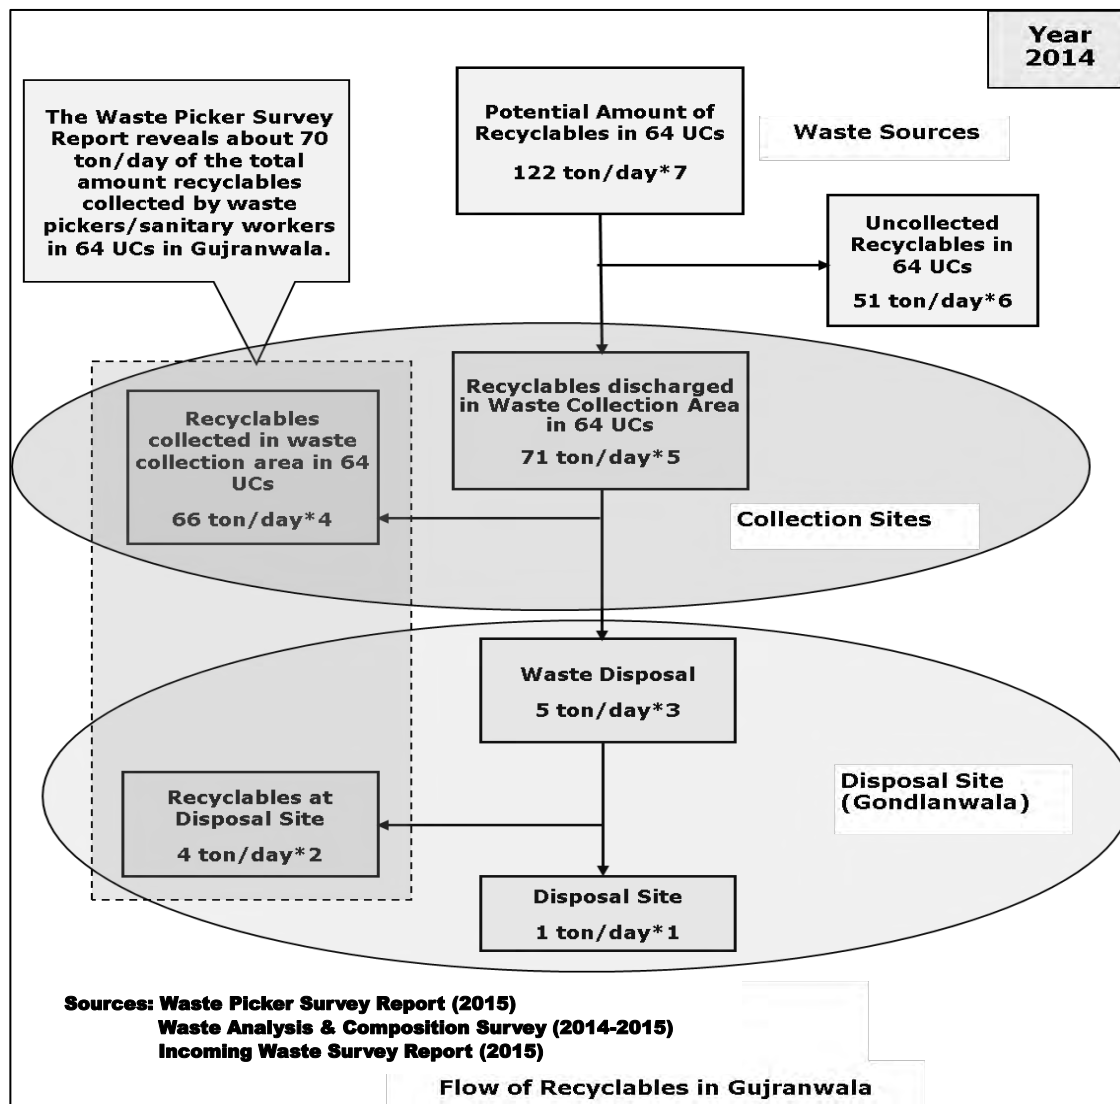 Year
2014
The Waste Picker Survey
Report reveals about 70
ton/day of the total
amount recyclables
collected by waste
pickers/sanitary workers
in 64 UCs in Gujranwala.
Potential Amount of
Recyclables in 64 UCs
122 ton/day*7
Waste Sources
Uncollected
Recyclables in
64 UCs
51 ton/day*6
Recyclables discharged
in Waste Collection Area
in 64 UCs
71 ton/day*5
Recyclables
collected in waste
collection area in 64
UCs
66 ton/day*4
Collection Sites
Waste Disposal
5 ton/day*3
Disposal Site
(Gondlanwala)
Recyclables at
Disposal Site
4 ton/day*2
Disposal Site
1 ton/day*1
Sources: Waste Picker Survey Report (2015)
Waste Analysis & Composition Survey (2014-2015)
Incoming Waste Survey Report (2015)
Flow of Recyclables in Gujranwala